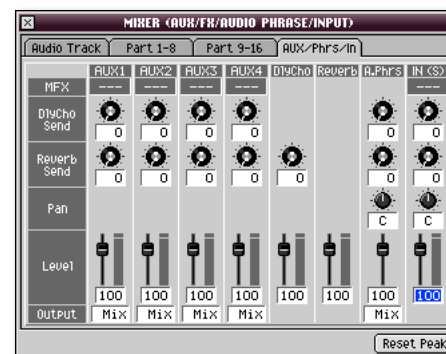 MIXER (AUX/FX/AUDIO PHRASE/INPUT)
Audio Track Part 1-8 Part 9-16 AUX/Phrs/In
AUX1 AUX2 AUX3 AUX4 DlyCho Reverb A.Phrs IN (S)
MFX --- --- --- --- ---
DlyCho Send 0 0 0 0 0 0
Reverb Send 0 0 0 0 0 0 0
Pan C C
Level 100 100 100 100 100 100 100 100
Output Mix Mix Mix Mix Mix
Reset Peak